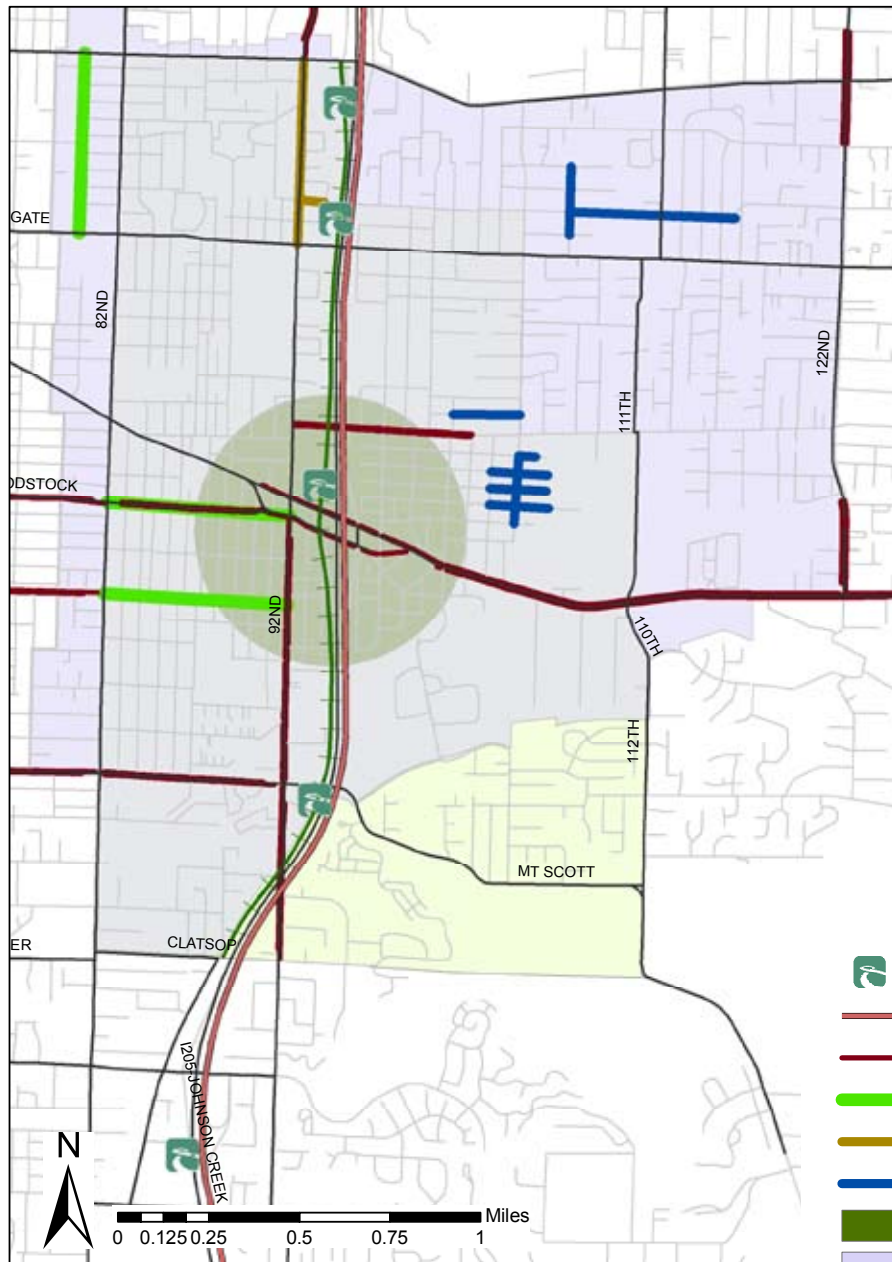 GATE
82ND
122ND
111TH
ODSTOCK
92ND
110TH
112TH
MT SCOTT
ER
CLATSOP
I205-JOHNSON CREEK
N
Miles
0 0.125 0.25 0.5 0.75 1